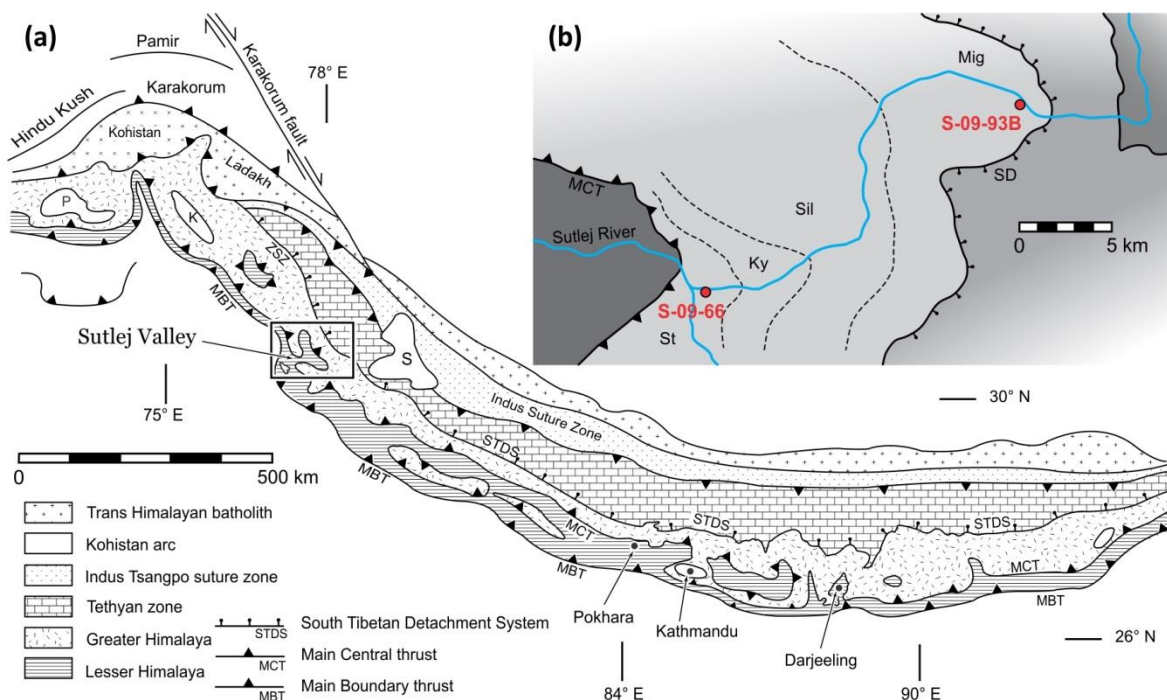 (a)
Pamir
78° E
Karakorum fault
Karakorum
Hindu Kush
Kohistan
Ladakh
P
K
ZSZ
MBT
Sutlej Valley
S
75° E
Indus Suture Zone
30° N
500 km
0
STDS
MBT
Trans Himalayan batholith
Kohistan arc
Indus Tsangpo suture zone
Tethyan zone
Greater Himalaya
Lesser Himalaya
STDS
South Tibetan Detachment System
MCT
Main Central thrust
MBT
Main Boundary thrust
MCT
MBT
STDS
STDS
MCT
MBT
Pokhara
Kathmandu
Darjeeling
26° N
84° E
90° E
(b)
Mig
S-09-93B
MCT
SD
Sil
0
5 km
Sutlej River
Ky
S-09-66
St